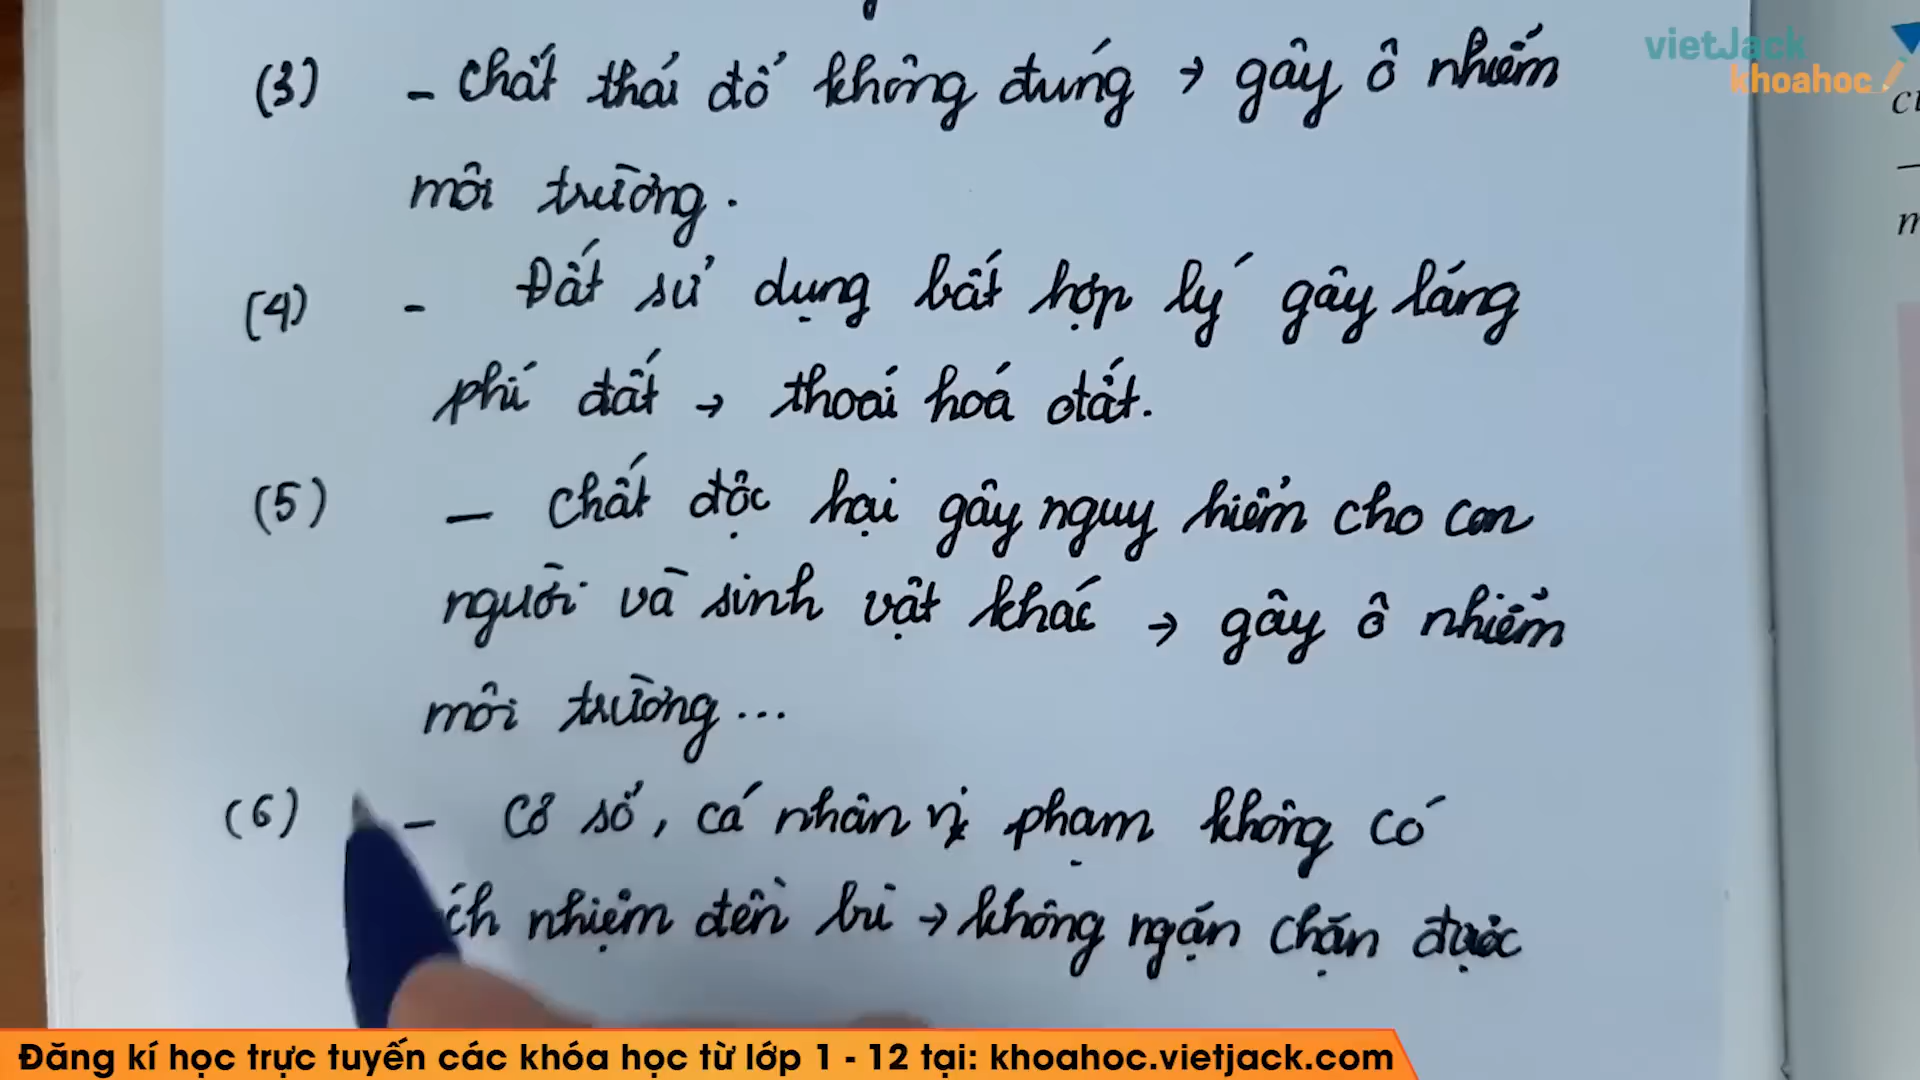 vietJack
khoahoc
(3) - Chất thải đổ không đúng → gây ô nhiễm
môi trường.
(4) - Đất sử dụng bất hợp lý gây lãng
phí đất → thoái hoá đất.
(5) - Chất độc hại gây nguy hiểm cho con
người và sinh vật khác → gây ô nhiễm
môi trường...
(6) - Cơ sở, cá nhân vi phạm không có
nhiệm đền bù → không ngăn chặn được
Đăng kí học trực tuyến các khóa học từ lớp 1 - 12 tại: khoahoc.vietjack.com